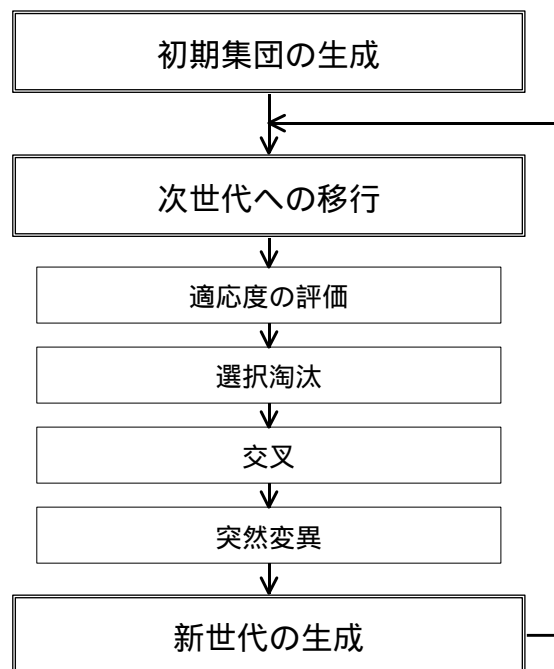 初期集団の生成
次世代への移行
適応度の評価
選択淘汰
交叉
突然変異
新世代の生成